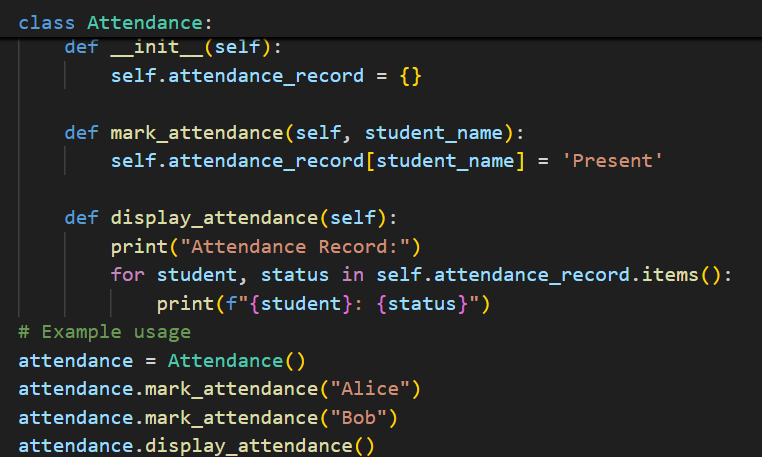 class Attendance:
    def __init__(self):
        self.attendance_record = {}

    def mark_attendance(self, student_name):
        self.attendance_record[student_name] = 'Present'

    def display_attendance(self):
        print("Attendance Record:")
        for student, status in self.attendance_record.items():
            print(f"{student}: {status}")
# Example usage
attendance = Attendance()
attendance.mark_attendance("Alice")
attendance.mark_attendance("Bob")
attendance.display_attendance()